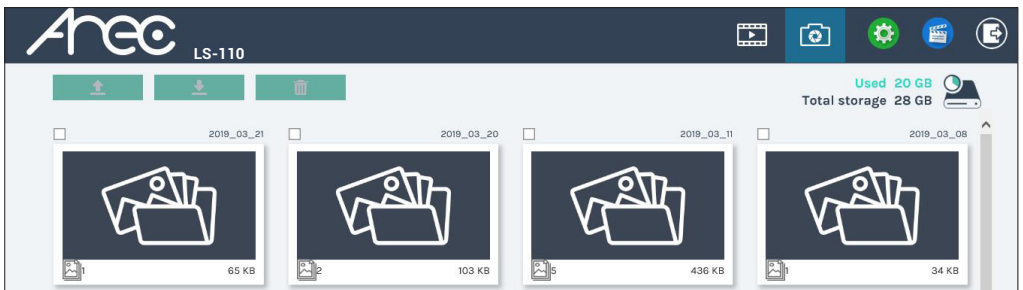 Arec LS-110
Used 20 GB
Total storage 28 GB
2019_03_21
2019_03_20
2019_03_11
2019_03_08
1 65 KB
2 103 KB
5 436 KB
1 34 KB